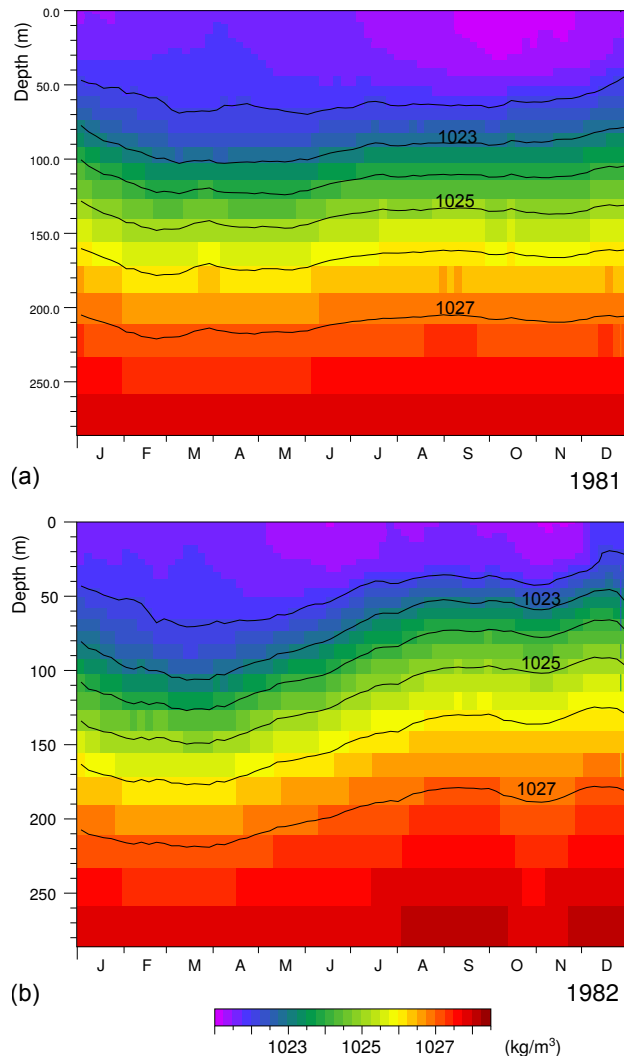 0.0
50.0
100.0
150.0
200.0
250.0
Depth (m)
1023
1025
1027
J F M A M J J A S O N D
(a)
1981
0
50
100
150
200
250
Depth (m)
1023
1025
1027
J F M A M J J A S O N D
(b)
1982
1023 1025 1027 (kg/m³)